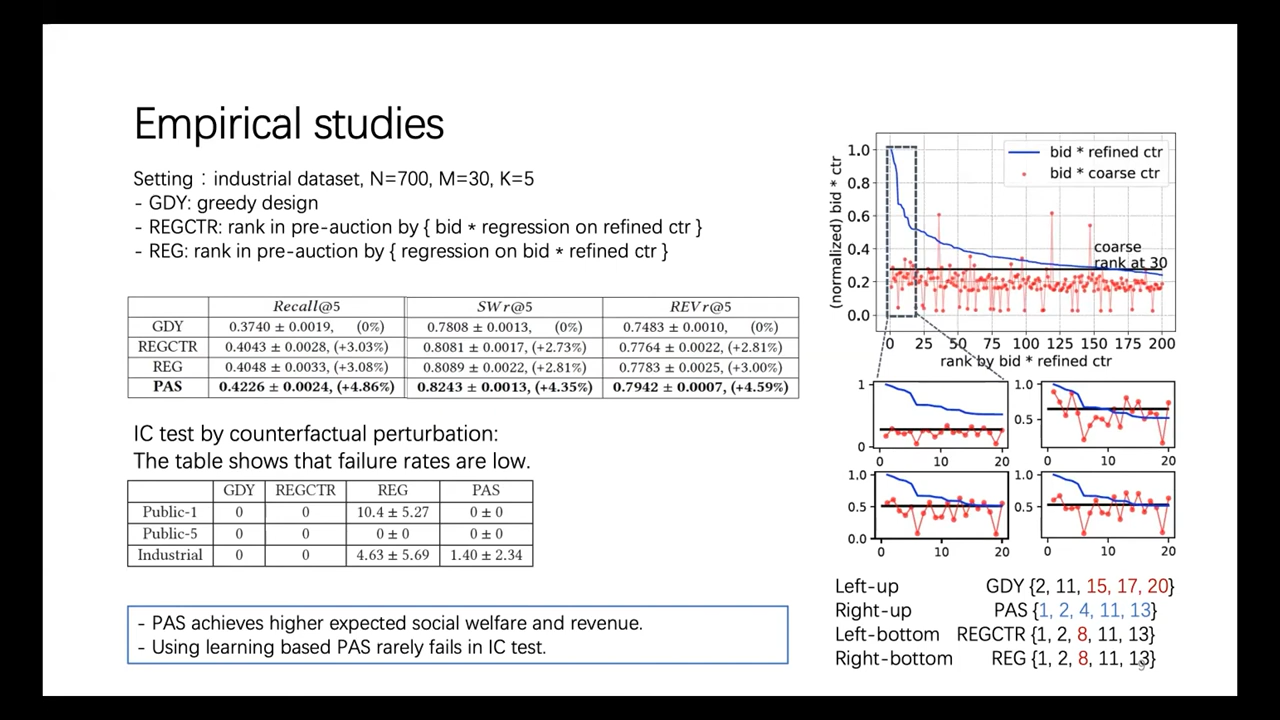 Empirical studies
Setting：industrial dataset, N=700, M=30, K=5
- GDY: greedy design
- REGCTR: rank in pre-auction by { bid * regression on refined ctr }
- REG: rank in pre-auction by { regression on bid * refined ctr }
Recall@5 SWr@5 REVr@5
GDY 0.3740 ± 0.0019, (0%) 0.7808 ± 0.0013, (0%) 0.7483 ± 0.0010, (0%)
REGCTR 0.4043 ± 0.0028, (+3.03%) 0.8081 ± 0.0017, (+2.73%) 0.7764 ± 0.0022, (+2.81%)
REG 0.4048 ± 0.0033, (+3.08%) 0.8089 ± 0.0022, (+2.81%) 0.7783 ± 0.0025, (+3.00%)
PAS 0.4226 ± 0.0024, (+4.86%) 0.8243 ± 0.0013, (+4.35%) 0.7942 ± 0.0007, (+4.59%)
IC test by counterfactual perturbation:
The table shows that failure rates are low.
GDY REGCTR REG PAS
Public-1 0 0 10.4 ± 5.27 0 ± 0
Public-5 0 0 0 ± 0 0 ± 0
Industrial 0 0 4.63 ± 5.69 1.40 ± 2.34
- PAS achieves higher expected social welfare and revenue.
- Using learning based PAS rarely fails in IC test.
(normalized) bid * ctr
1.0
0.8
0.6
0.4
0.2
0.0
bid * refined ctr
bid * coarse ctr
coarse
rank at 30
0 25 50 75 100 125 150 175 200
rank by bid * refined ctr
1
0
0 10 20
1.0
0.5
0 10 20
1.0
0.5
0.0
0 10 20
1.0
0.5
0 10 20
Left-up GDY {2, 11, 15, 17, 20}
Right-up PAS {1, 2, 4, 11, 13}
Left-bottom REGCTR {1, 2, 8, 11, 13}
Right-bottom REG {1, 2, 8, 11, 13}
9